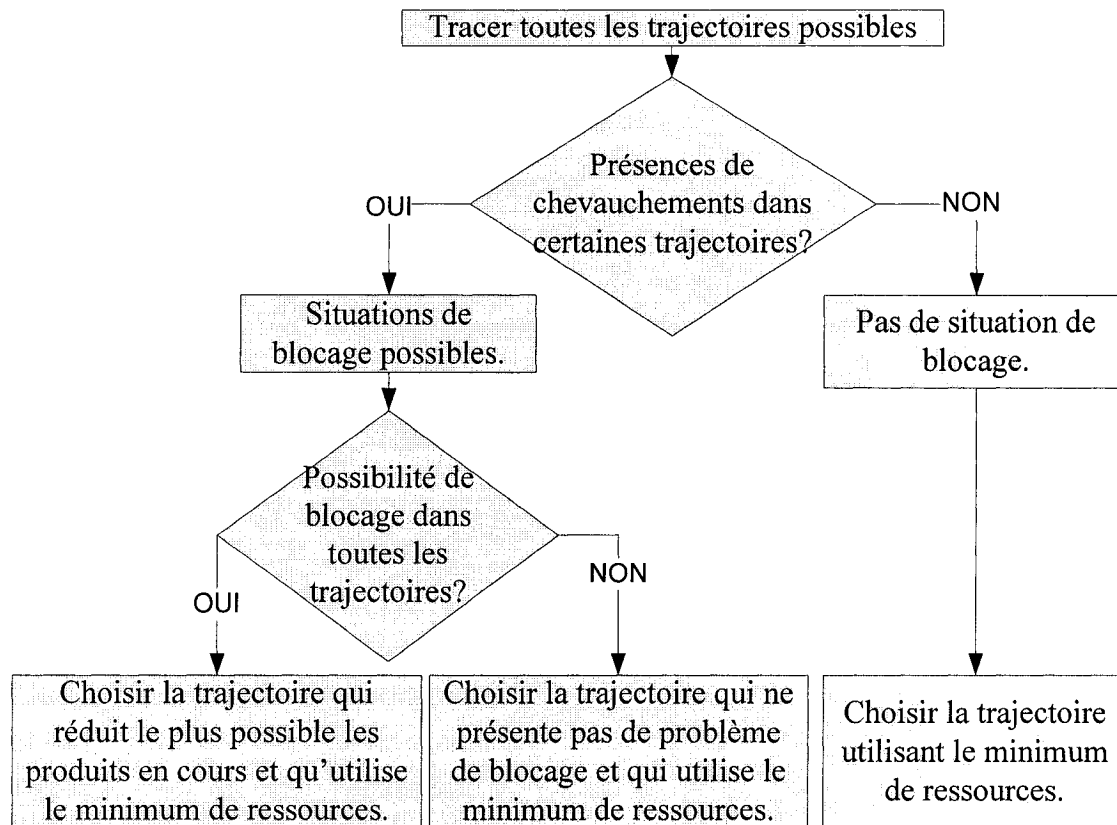 Tracer toutes les trajectoires possibles
Présences de
chevauchements dans
certaines trajectoires?
OUI
NON
Situations de
blocage possibles.
Pas de situation de
blocage.
Possibilité de
blocage dans
toutes les
trajectoires?
OUI
NON
Choisir la trajectoire qui
réduit le plus possible les
produits en cours et qu’utilise
le minimum de ressources.
Choisir la trajectoire qui ne
présente pas de problème
de blocage et qui utilise le
minimum de ressources.
Choisir la trajectoire
utilisant le minimum
de ressources.